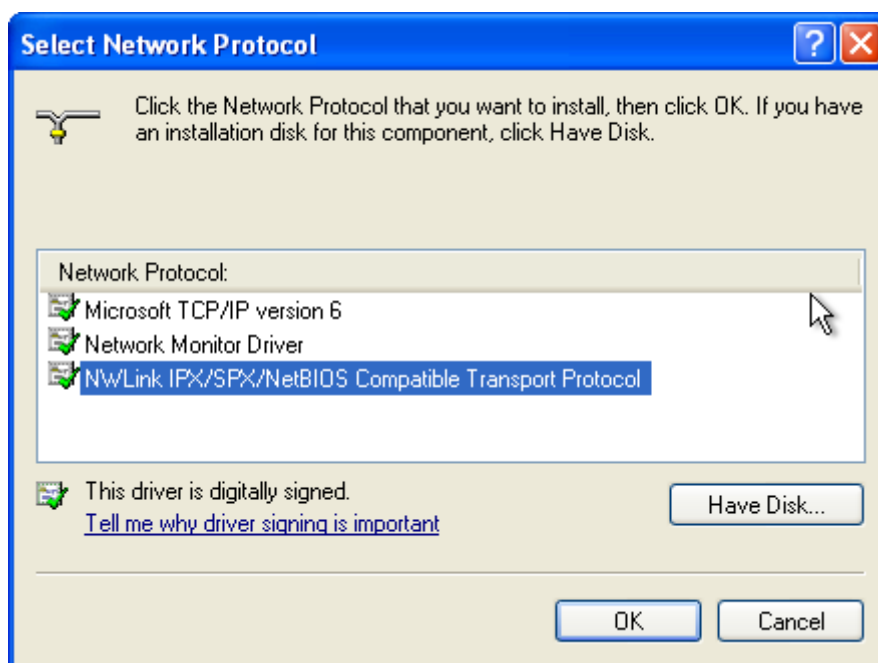 Select Network Protocol
Click the Network Protocol that you want to install, then click OK. If you have
an installation disk for this component, click Have Disk.
Network Protocol:
Microsoft TCP/IP version 6
Network Monitor Driver
NWLink IPX/SPX/NetBIOS Compatible Transport Protocol
This driver is digitally signed.
Tell me why driver signing is important
Have Disk...
OK
Cancel